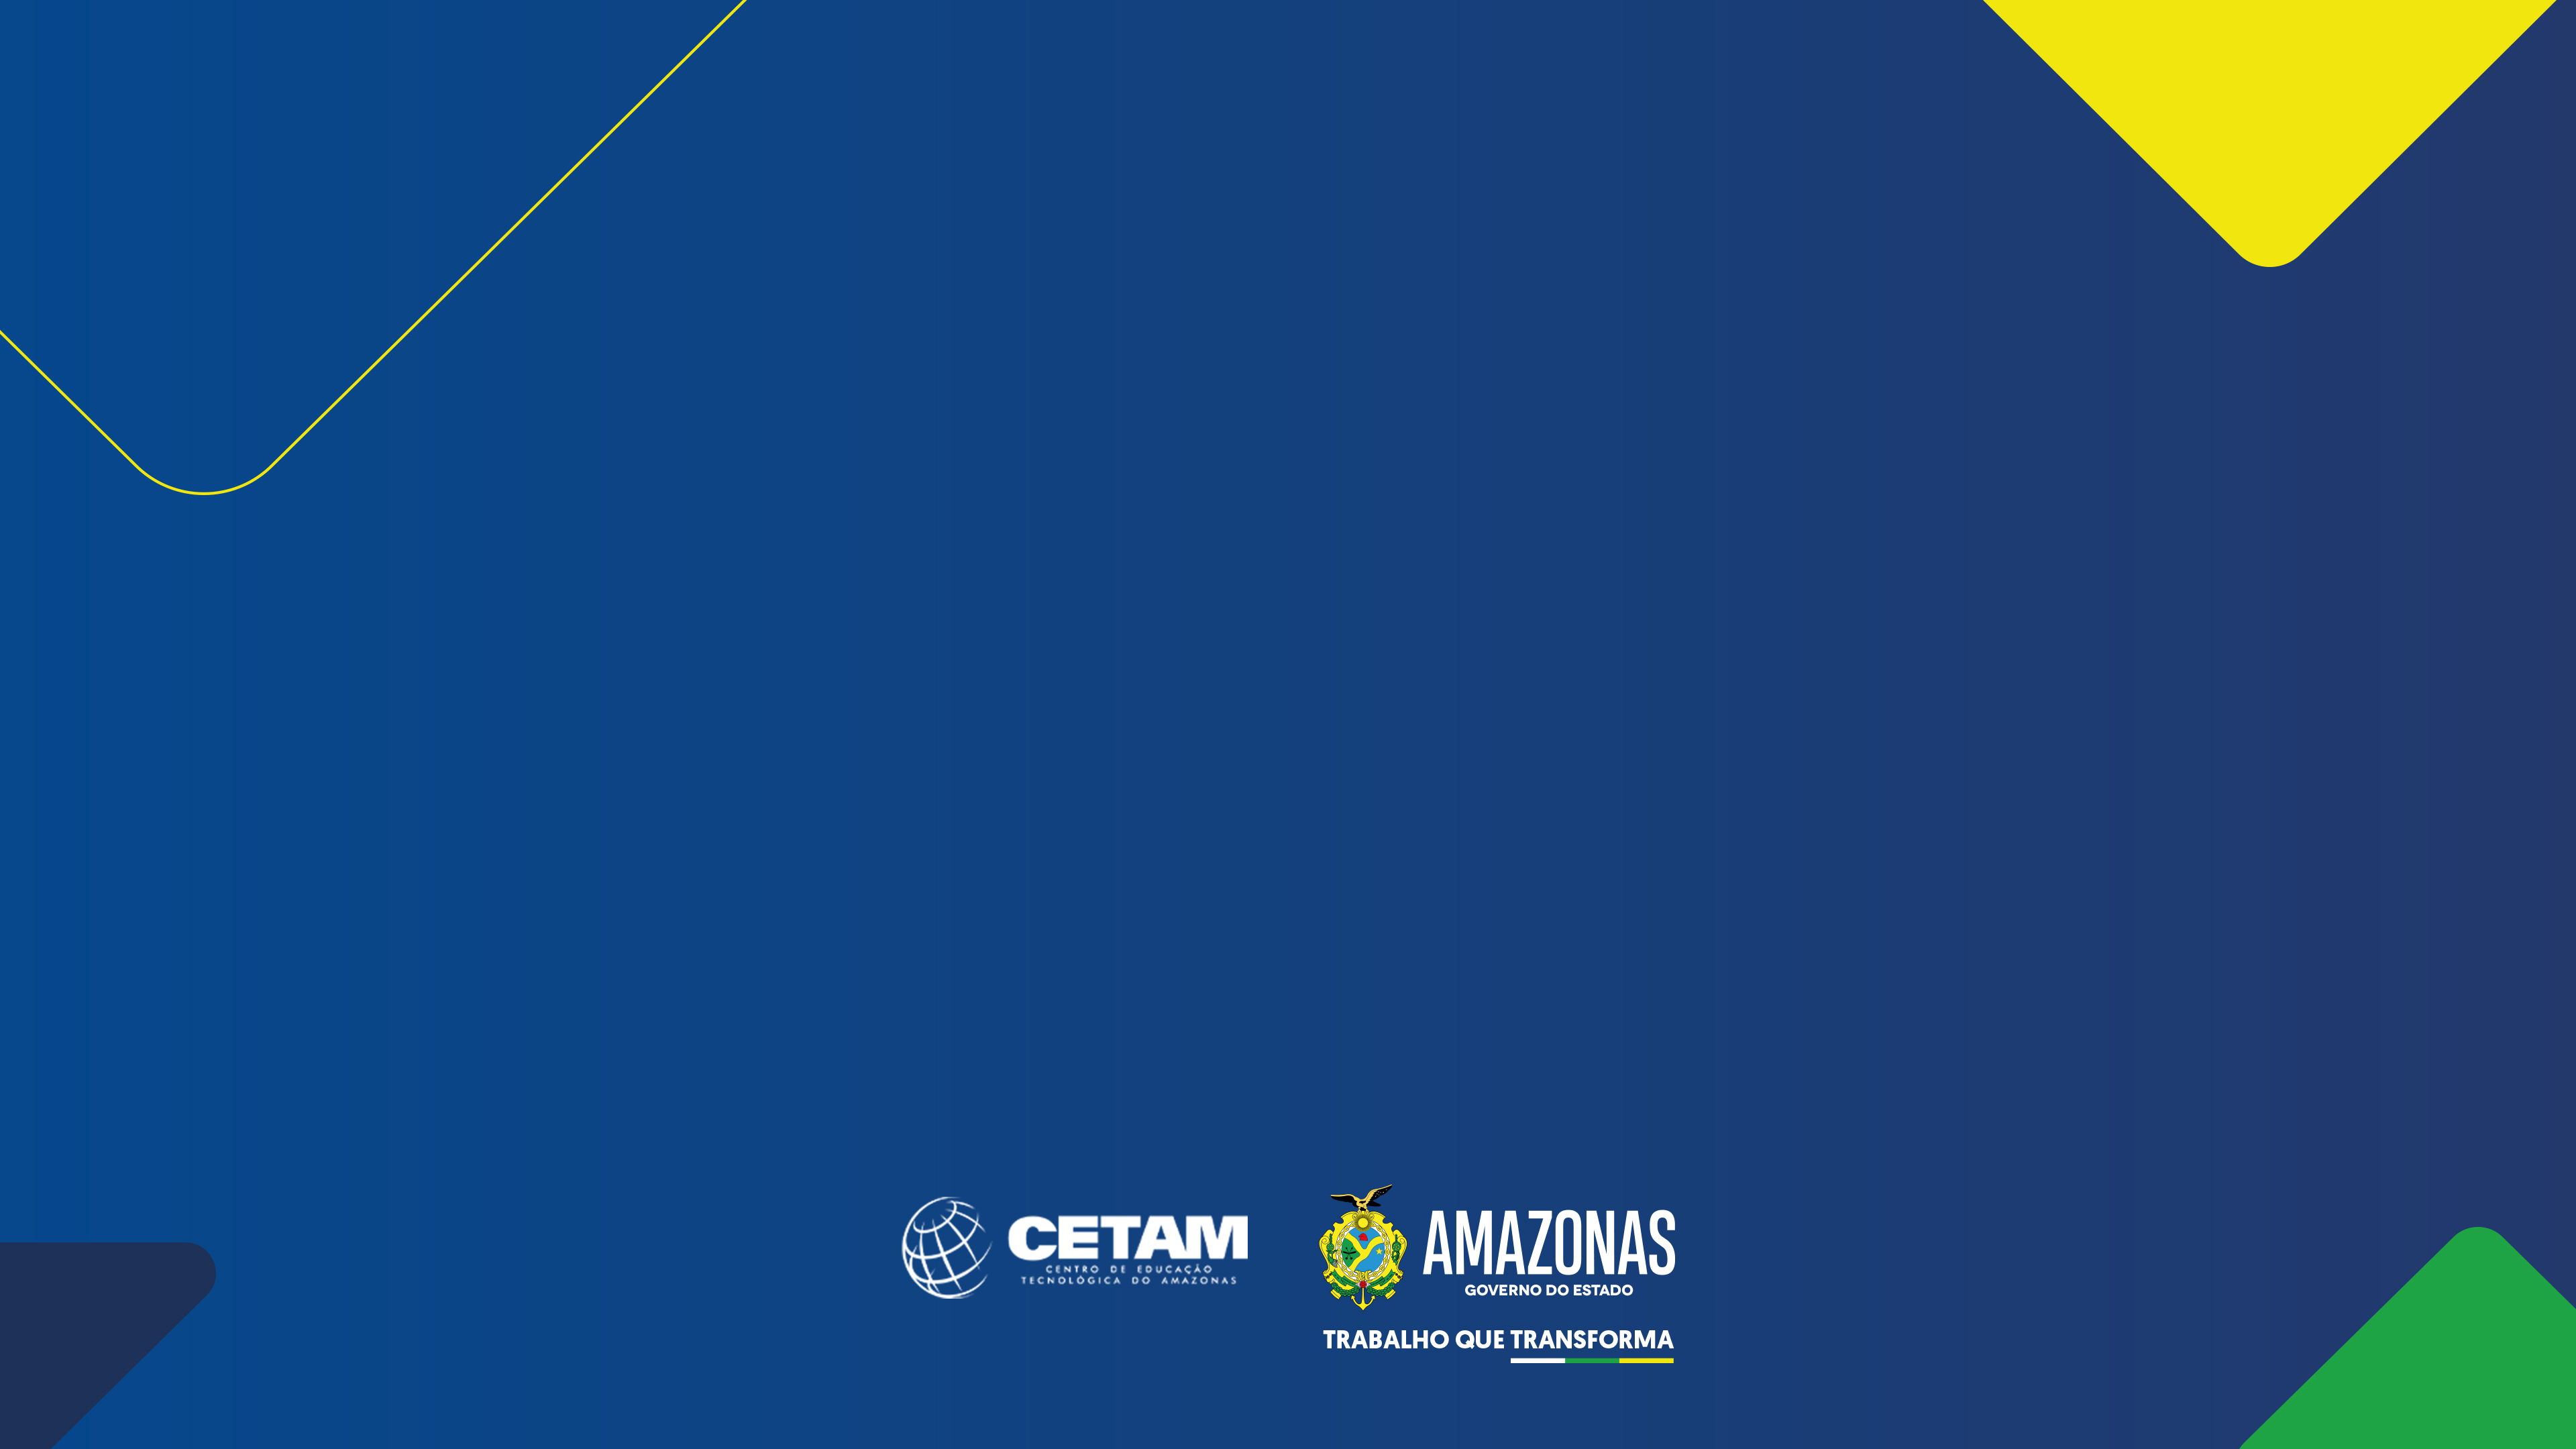 CETAM
CENTRO DE EDUCAÇÃO
TECNOLÓGICA DO AMAZONAS
AMAZONAS
GOVERNO DO ESTADO
TRABALHO QUE TRANSFORMA